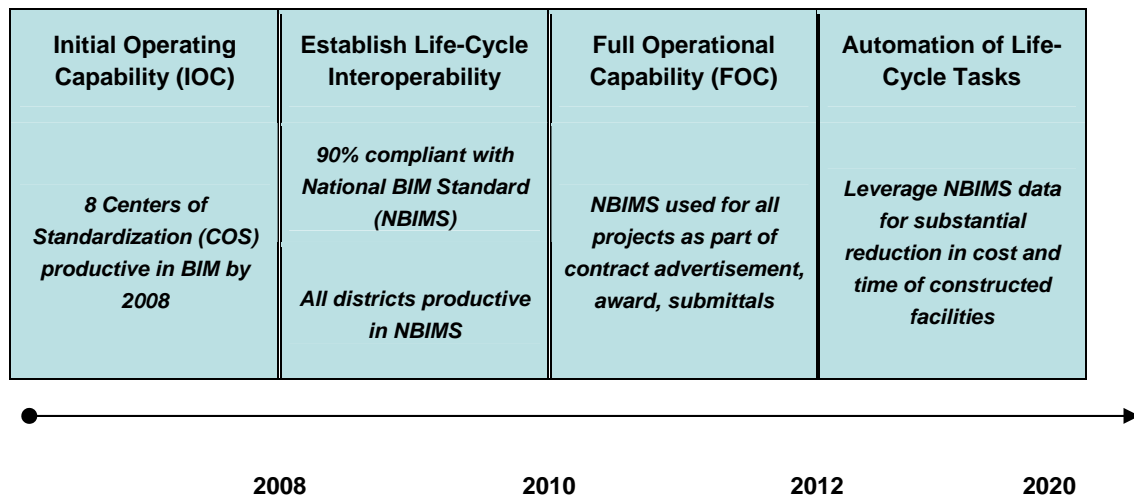 Initial Operating
Capability (IOC)
8 Centers of
Standardization (COS)
productive in BIM by
2008
Establish Life-Cycle
Interoperability
90% compliant with
National BIM Standard
(NBIMS)
All districts productive
in NBIMS
Full Operational
Capability (FOC)
NBIMS used for all
projects as part of
contract advertisement,
award, submittals
Automation of Life-
Cycle Tasks
Leverage NBIMS data
for substantial
reduction in cost and
time of constructed
facilities
2008 2010 2012 2020